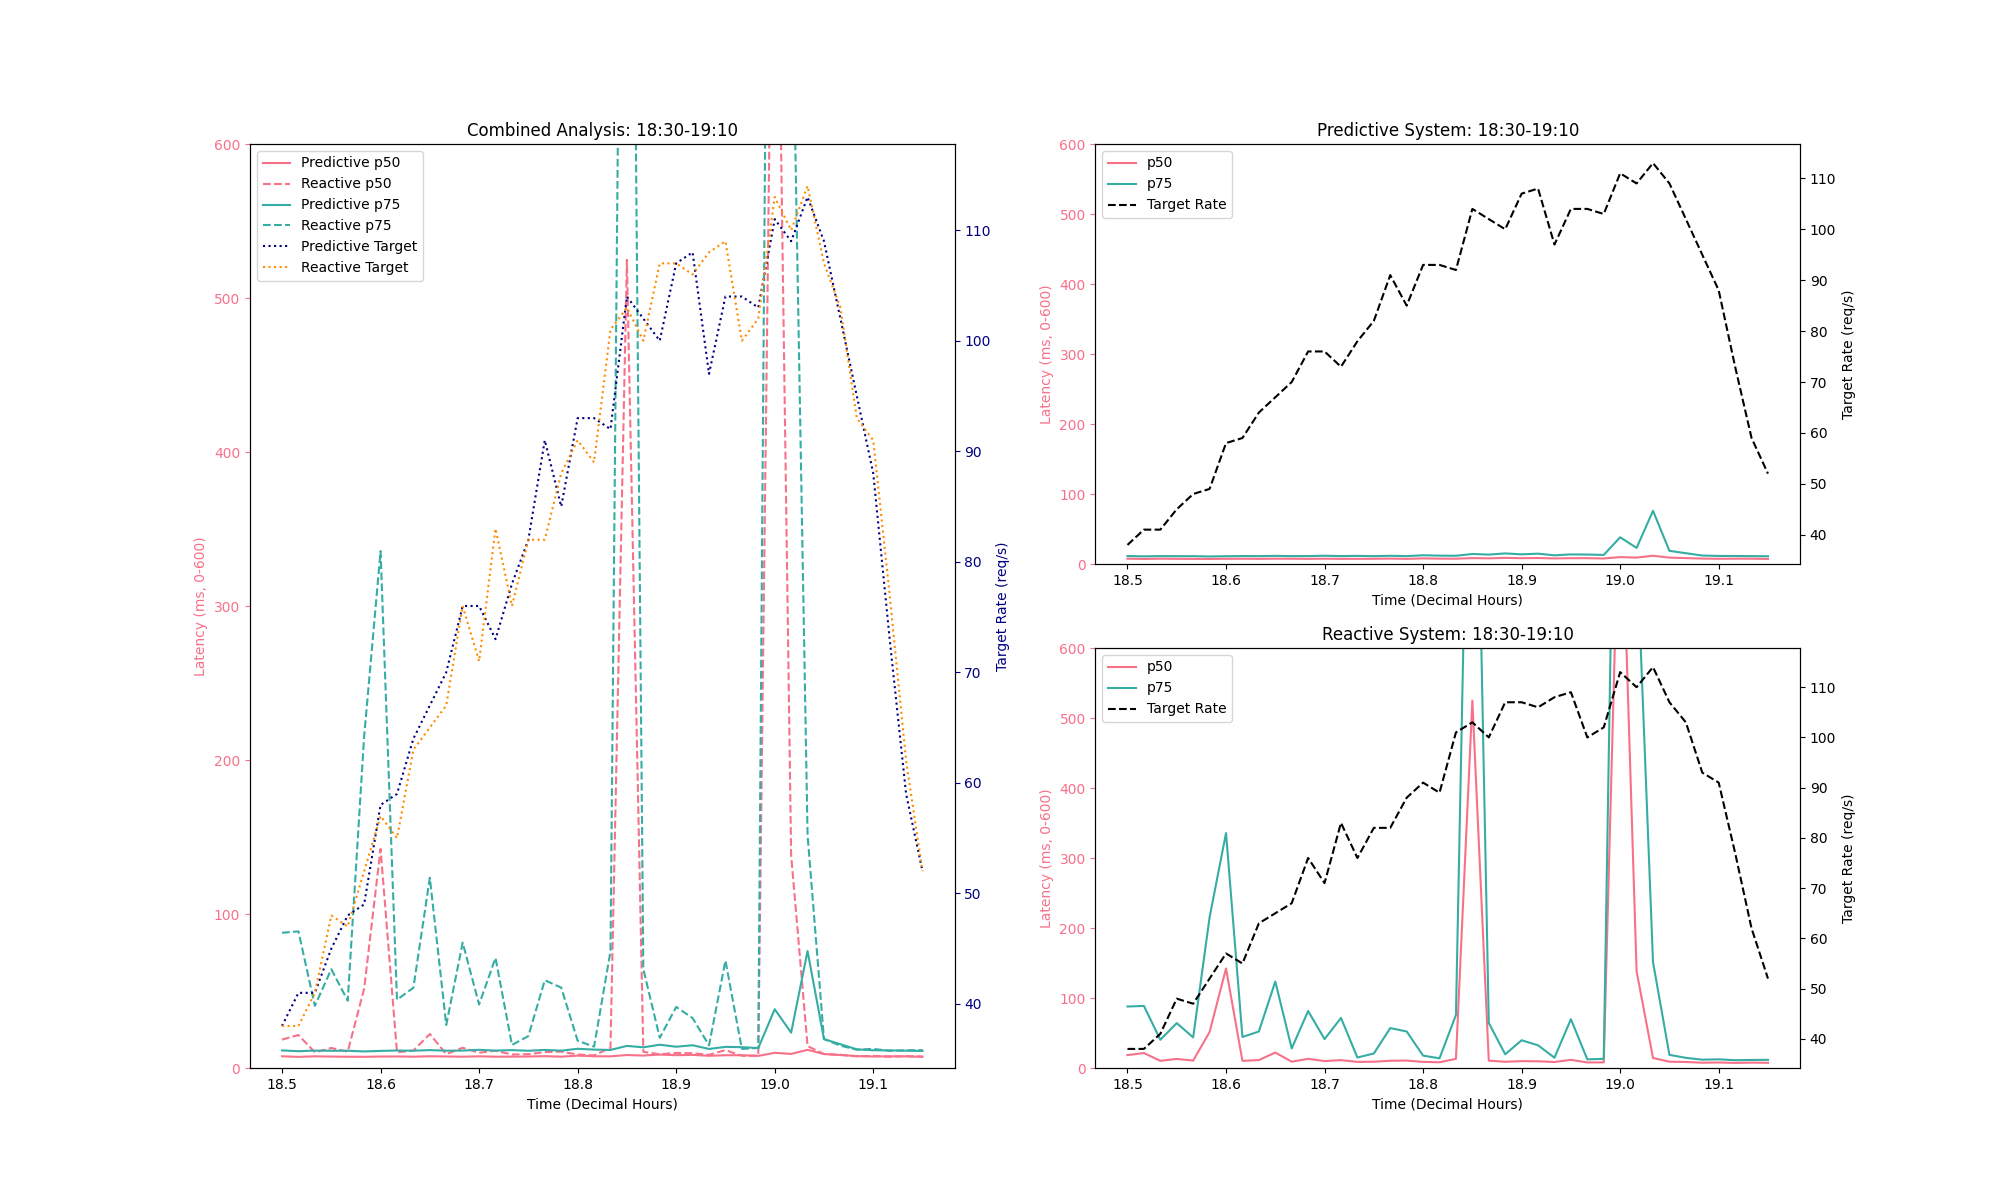 Combined Analysis: 18:30-19:10
600
500
400
300
200
100
0
Latency (ms, 0-600)
Predictive p50
Reactive p50
Predictive p75
Reactive p75
Predictive Target
Reactive Target
110
100
90
80
70
60
50
40
Target Rate (req/s)
18.5 18.6 18.7 18.8 18.9 19.0 19.1
Time (Decimal Hours)
Predictive System: 18:30-19:10
600
500
400
300
200
100
0
Latency (ms, 0-600)
p50
p75
Target Rate
110
100
90
80
70
60
50
40
Target Rate (req/s)
18.5 18.6 18.7 18.8 18.9 19.0 19.1
Time (Decimal Hours)
Reactive System: 18:30-19:10
600
500
400
300
200
100
0
Latency (ms, 0-600)
p50
p75
Target Rate
110
100
90
80
70
60
50
40
Target Rate (req/s)
18.5 18.6 18.7 18.8 18.9 19.0 19.1
Time (Decimal Hours)